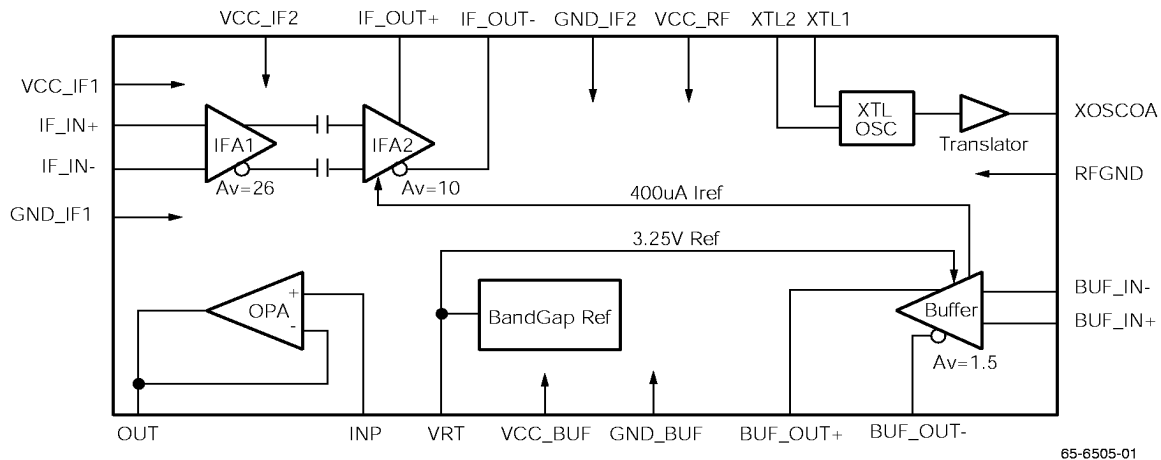 VCC_IF2 IF_OUT+ IF_OUT- GND_IF2 VCC_RF XTL2 XTL1
VCC_IF1
IF_IN+
IF_IN-
GND_IF1
IFA1
Av=26
IFA2
Av=10
XTL
OSC
Translator
XOSCOA
RFGND
400uA Iref
3.25V Ref
OPA
+
-
BandGap Ref
Buffer
Av=1.5
BUF_IN-
BUF_IN+
OUT INP VRT VCC_BUF GND_BUF BUF_OUT+ BUF_OUT-
65-6505-01